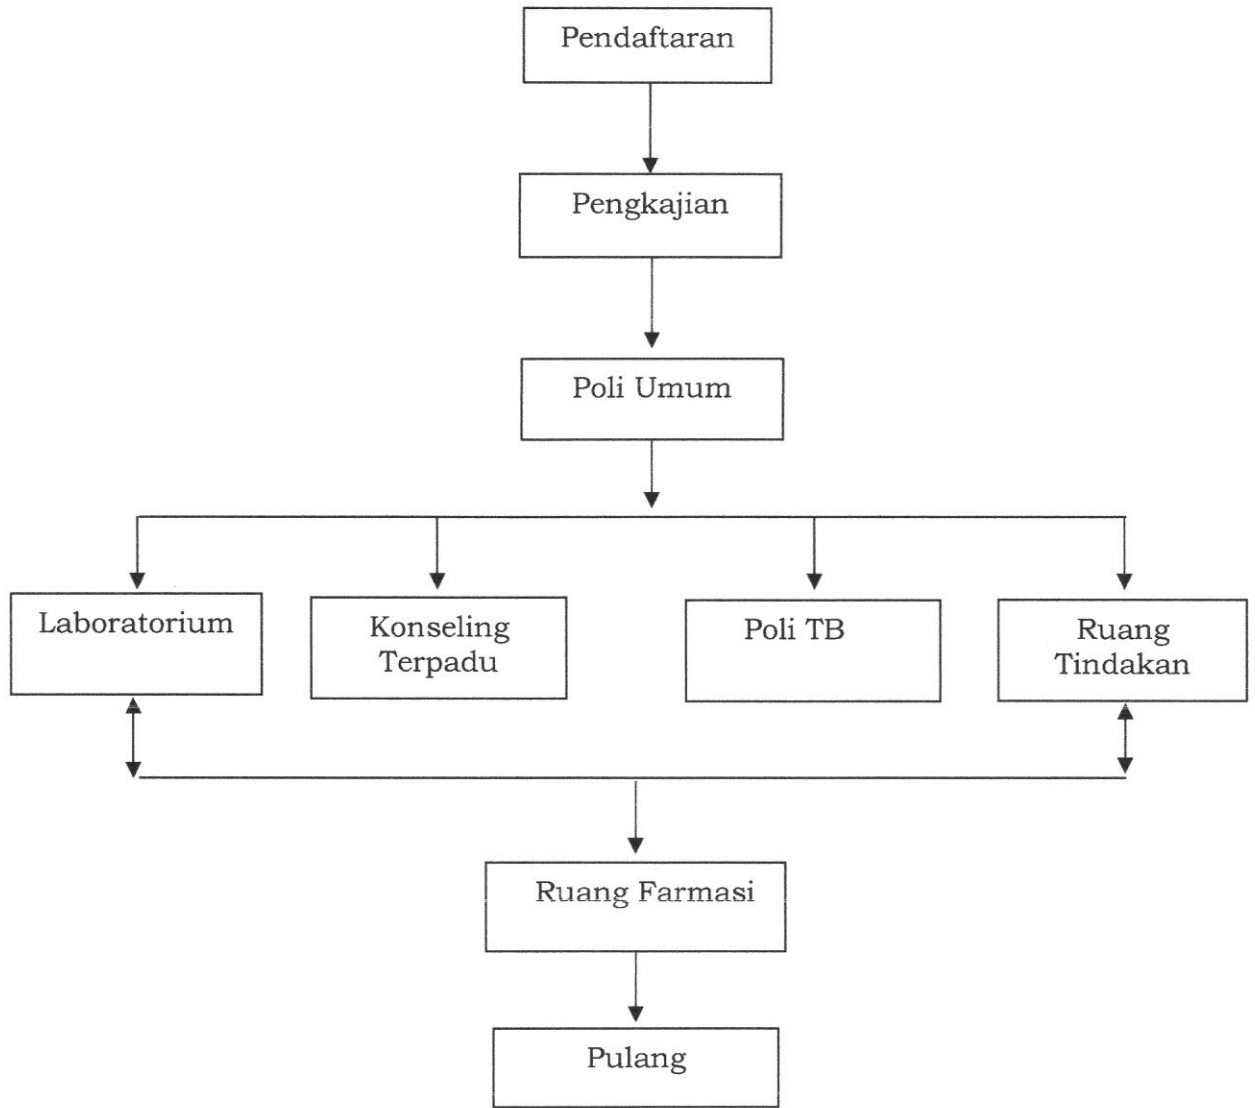 Pendaftaran
Pengkajian
Poli Umum
Laboratorium
Konseling
Terpadu
Poli TB
Ruang
Tindakan
Ruang Farmasi
Pulang